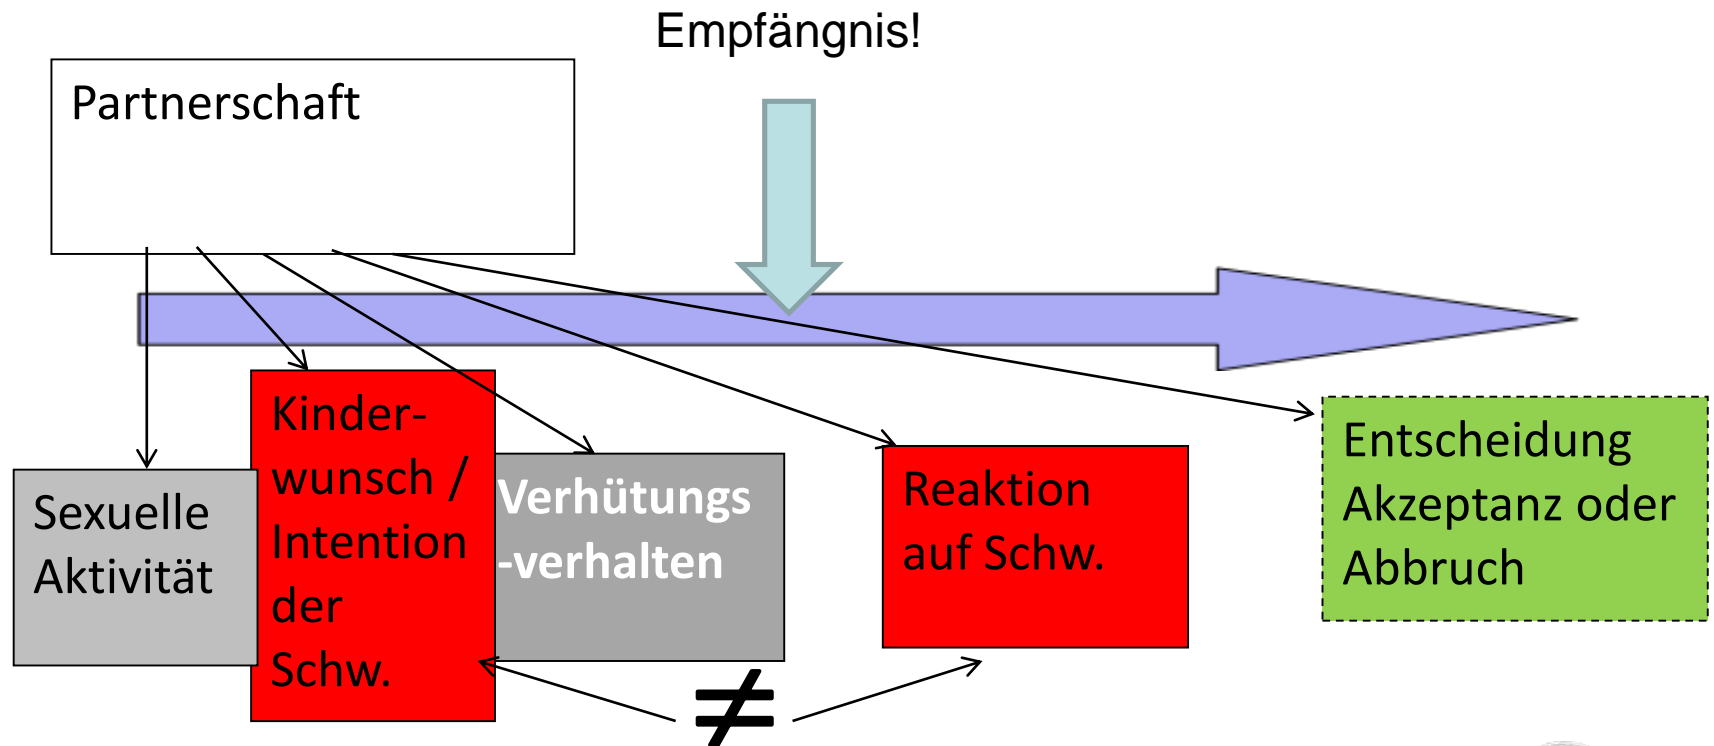 Empfängnis!
Partnerschaft
Sexuelle
Aktivität
Kinder-
wunsch /
Intention
der
Schw.
Verhütungs
-verhalten
Reaktion
auf Schw.
Entscheidung
Akzeptanz oder
Abbruch
≠